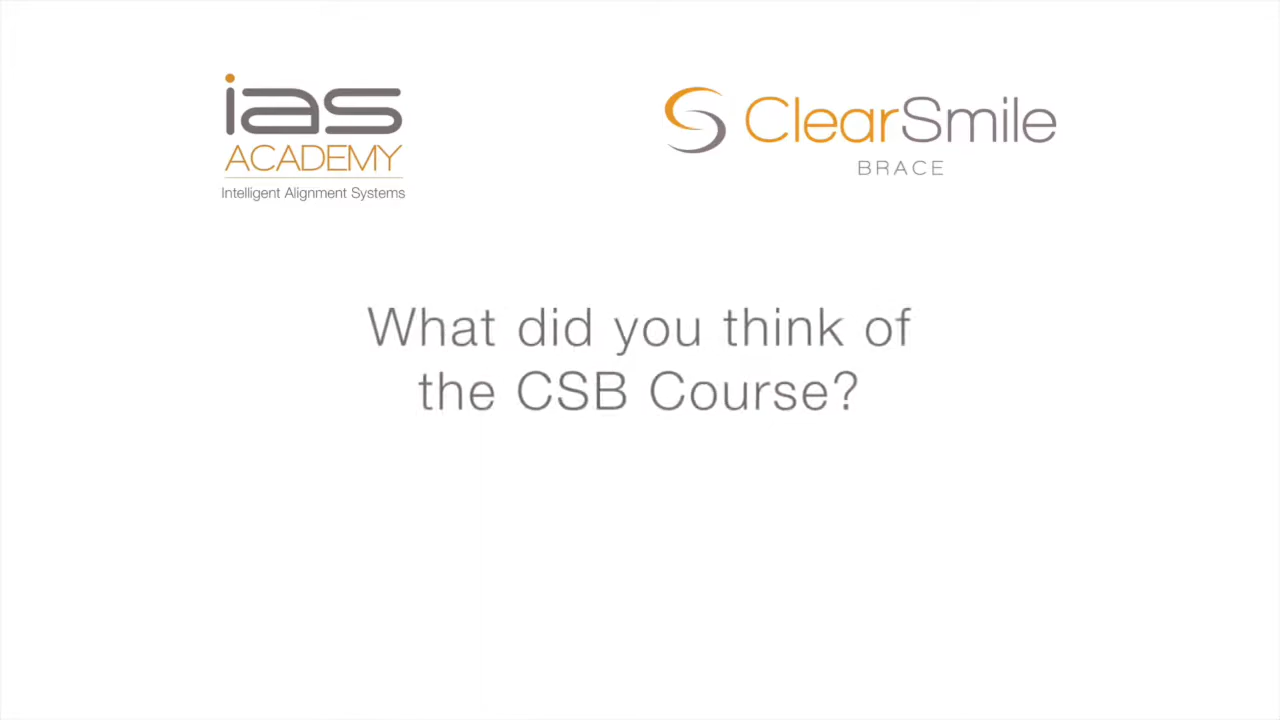 ias
ACADEMY
Intelligent Alignment Systems
ClearSmile
BRACE
What did you think of
the CSB Course?